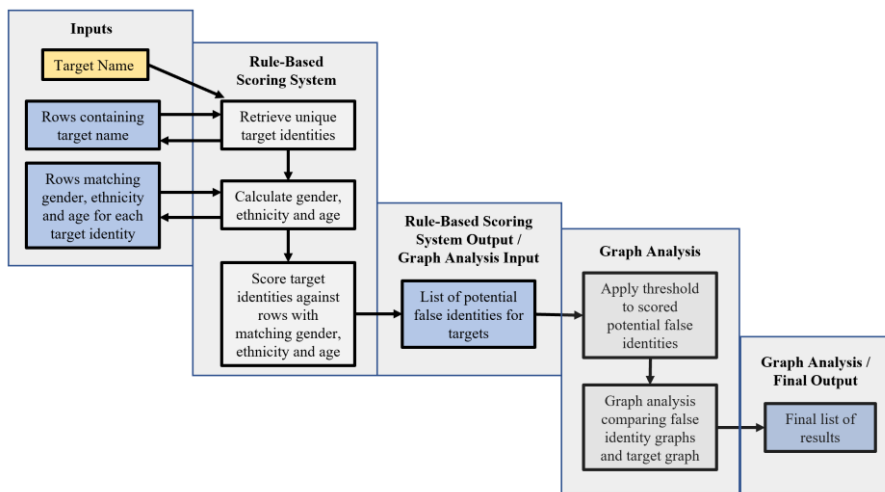 Inputs
Target Name
Rows containing
target name
Rows matching
gender, ethnicity
and age for each
target identity
Rule-Based
Scoring System
Retrieve unique
target identities
Calculate gender,
ethnicity and age
Score target
identities against
rows with
matching gender,
ethnicity and age
Rule-Based Scoring
System Output /
Graph Analysis Input
List of potential
false identities for
targets
Graph Analysis
Apply threshold
to scored
potential false
identities
Graph analysis
comparing false
identity graphs
and target graph
Graph Analysis /
Final Output
Final list of
results